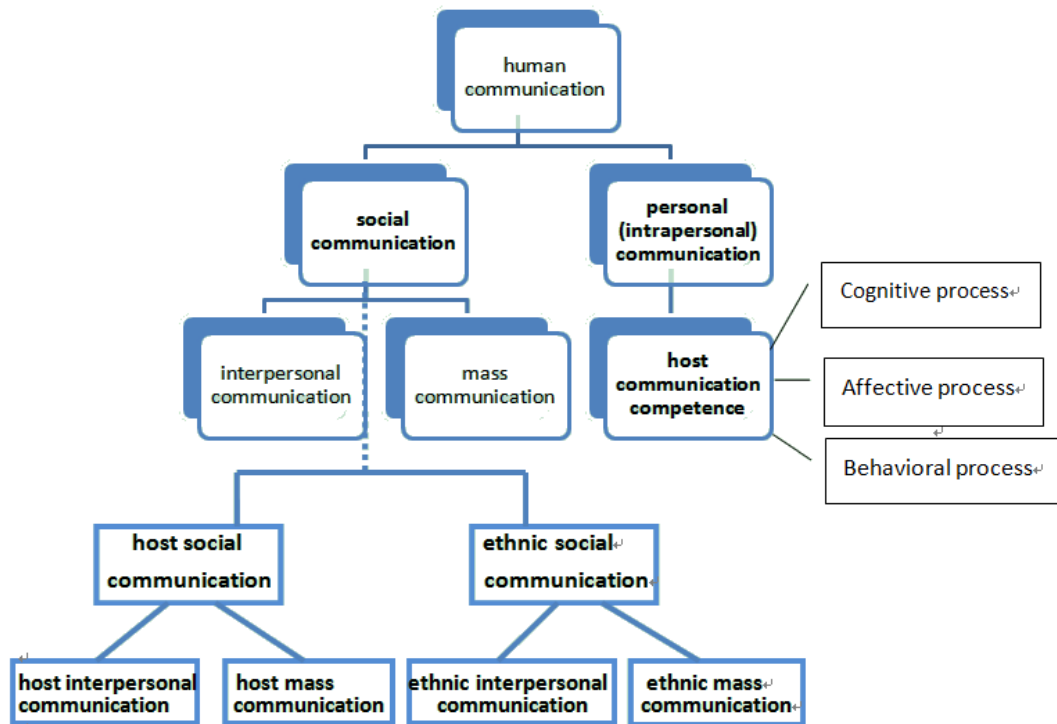 human
communication
social
communication
personal
(intrapersonal)
communication
Cognitive process↵
interpersonal
communication
mass
communication
host
communication
competence
Affective process↵
↵
Behavioral process↵
host social
communication
ethnic social↵
communication↵
↵
host interpersonal
communication
host mass
communication
ethnic interpersonal
communication
ethnic mass↵
communication↵